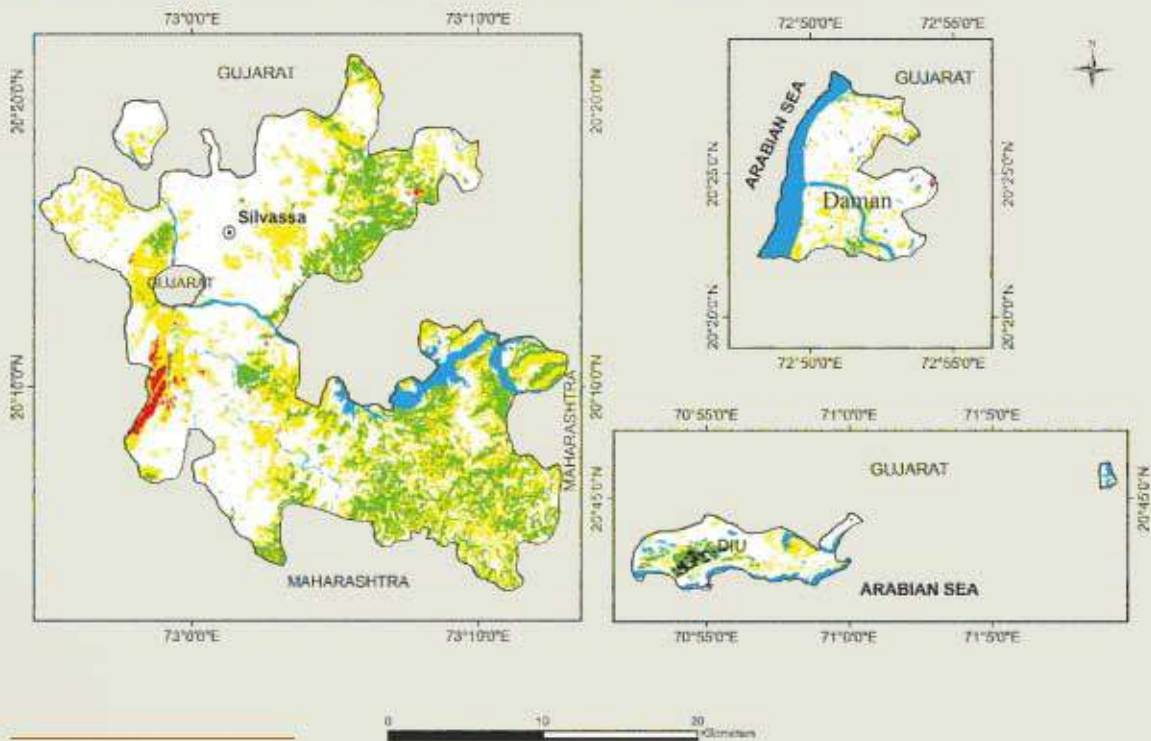 73°0'0"E 73°10'0"E
GUJARAT
20°20'0"N 20°20'0"N
Silvassa
GUJARAT
20°10'0"N 20°10'0"N
MAHARASHTRA
MAHARASHTRA
73°0'0"E 73°10'0"E
72°50'0"E 72°55'0"E
GUJARAT
ARABIAN SEA
20°25'0"N 20°25'0"N
Daman
20°20'0"N 20°20'0"N
72°50'0"E 72°55'0"E
70°55'0"E 71°0'0"E 71°5'0"E
GUJARAT
20°45'0"N 20°45'0"N
DIU
ARABIAN SEA
70°55'0"E 71°0'0"E 71°5'0"E
0 10 20
Kilometers